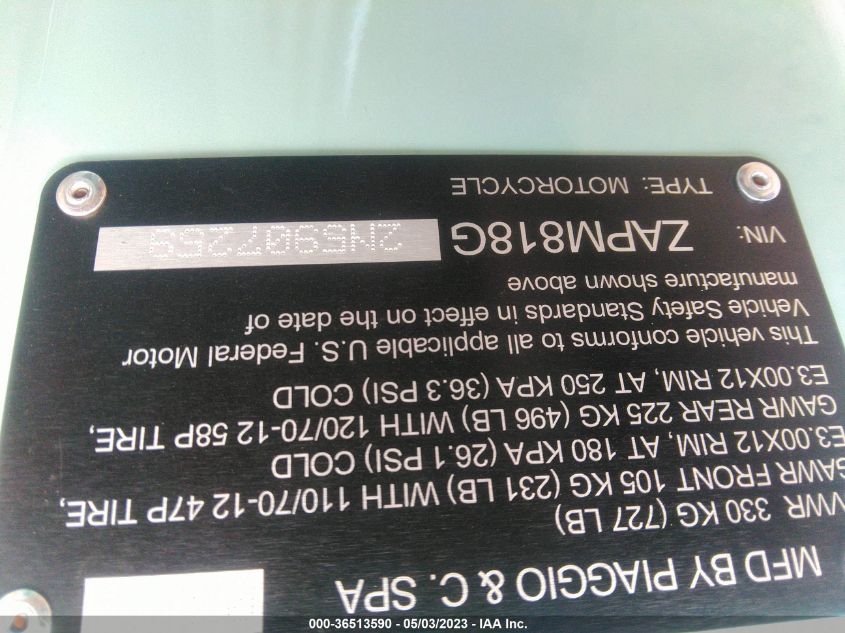 MFD BY PIAGGIO & C. SPA
VWR 330 KG (727 LB)
GAWR FRONT 105 KG (231 LB) WITH 110/70-12 47P TIRE,
E3.00X12 RIM, AT 180 KPA (26.1 PSI) COLD
GAWR REAR 225 KG (496 LB) WITH 120/70-12 58P TIRE,
E3.00X12 RIM, AT 250 KPA (36.3 PSI) COLD
This vehicle conforms to all applicable U.S. Federal Motor
Vehicle Safety Standards in effect on the date of
manufacture shown above
VIN: ZAPM818G 2N5907259
TYPE: MOTORCYCLE
000-36513590 - 05/03/2023 - IAA Inc.